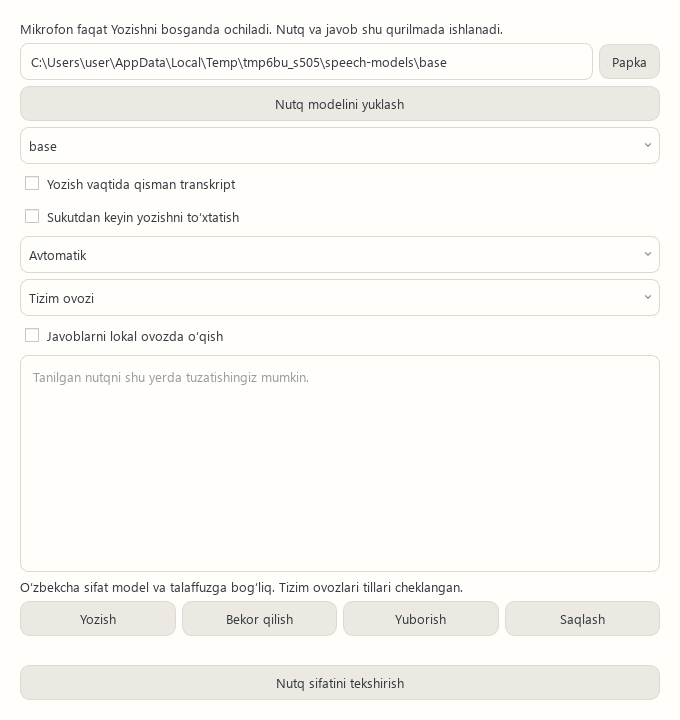 Mikrofon faqat Yozishni bosganda ochiladi. Nutq va javob shu qurilmada ishlanadi.
C:\Users\user\AppData\Local\Temp\tmp6bu_s505\speech-models\base
Papka
Nutq modelini yuklash
base
Yozish vaqtida qisman transkript
Sukutdan keyin yozishni to‘xtatish
Avtomatik
Tizim ovozi
Javoblarni lokal ovozda o‘qish
Tanilgan nutqni shu yerda tuzatishingiz mumkin.
O‘zbekcha sifat model va talaffuzga bog‘liq. Tizim ovozlari tillari cheklangan.
Yozish
Bekor qilish
Yuborish
Saqlash
Nutq sifatini tekshirish